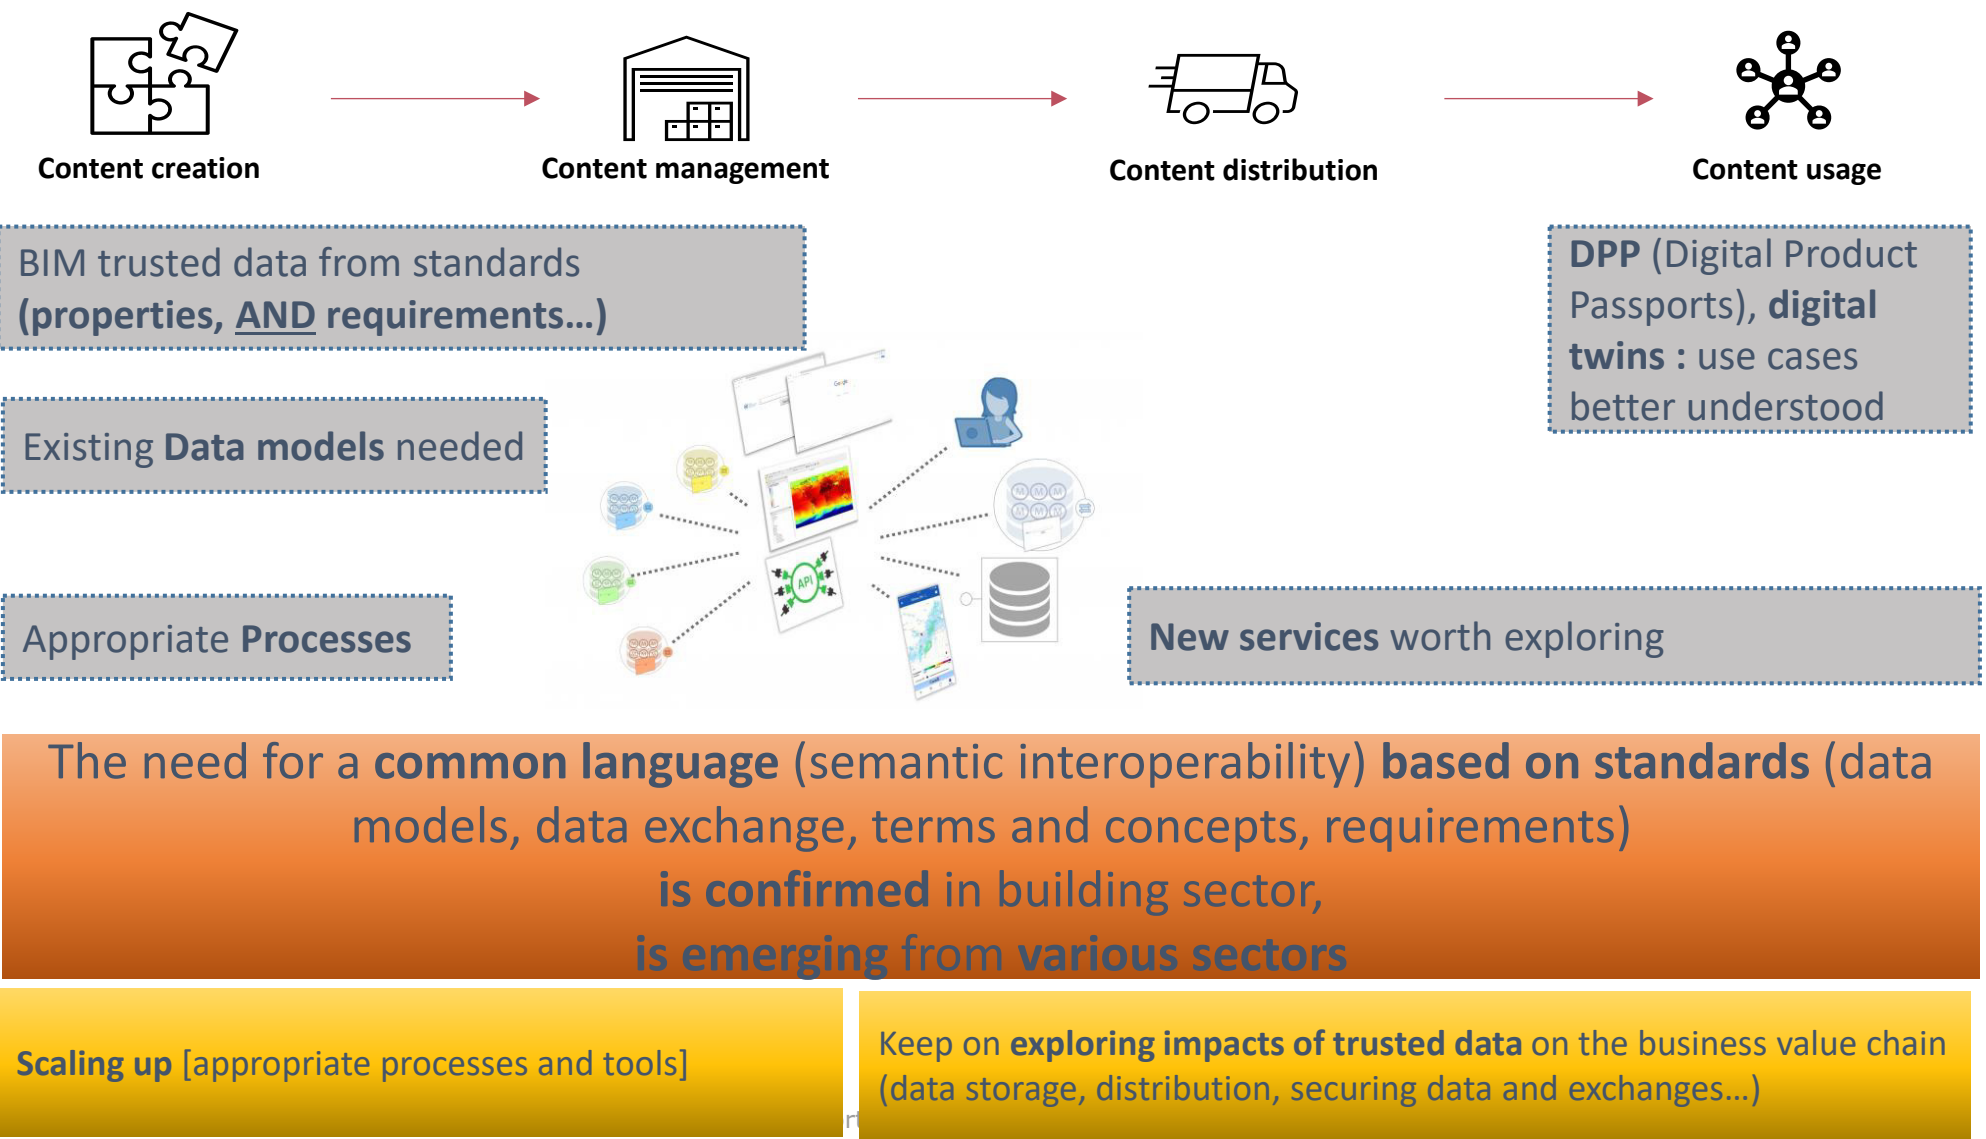 Content creation
Content management
Content distribution
Content usage
BIM trusted data from standards
(properties, AND requirements...)
DPP (Digital Product
Passports), digital
twins : use cases
better understood
Existing Data models needed
Google
API
Appropriate Processes
New services worth exploring
The need for a common language (semantic interoperability) based on standards (data
models, data exchange, terms and concepts, requirements)
is confirmed in building sector,
is emerging from various sectors
Scaling up [appropriate processes and tools]
Keep on exploring impacts of trusted data on the business value chain
(data storage, distribution, securing data and exchanges...)